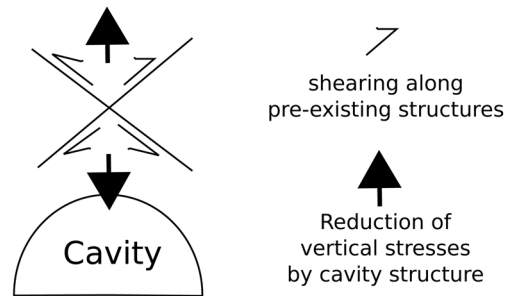 Cavity
shearing along
pre-existing structures
Reduction of
vertical stresses
by cavity structure